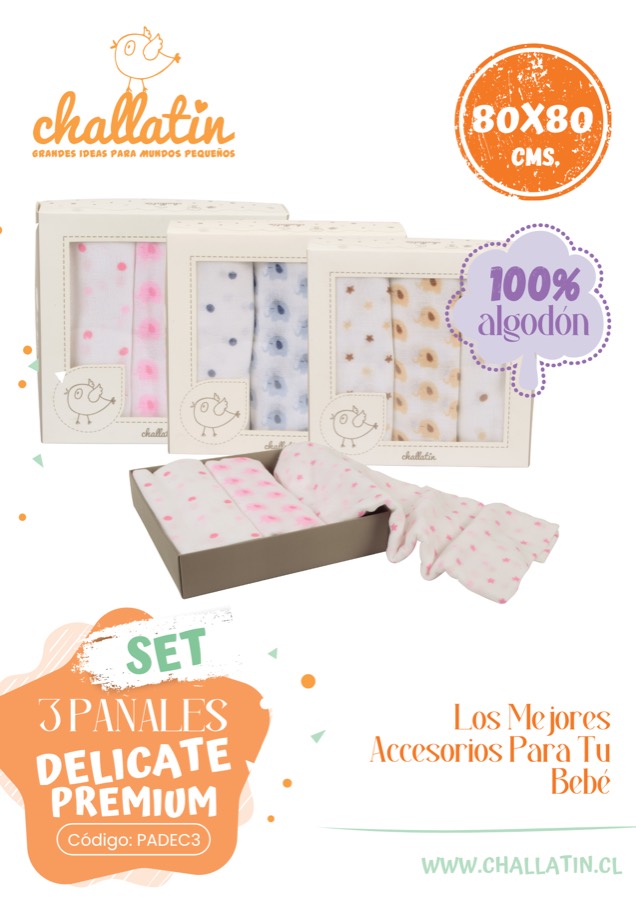 challatin
GRANDES IDEAS PARA MUNDOS PEQUEÑOS
80X80
CMS.
100%
algodón
challatin
challatin
SET
3 PAÑALES
DELICATE
PREMIUM
Código: PADEC3
Los Mejores
Accesorios Para Tu
Bebé
WWW.CHALLATIN.CL